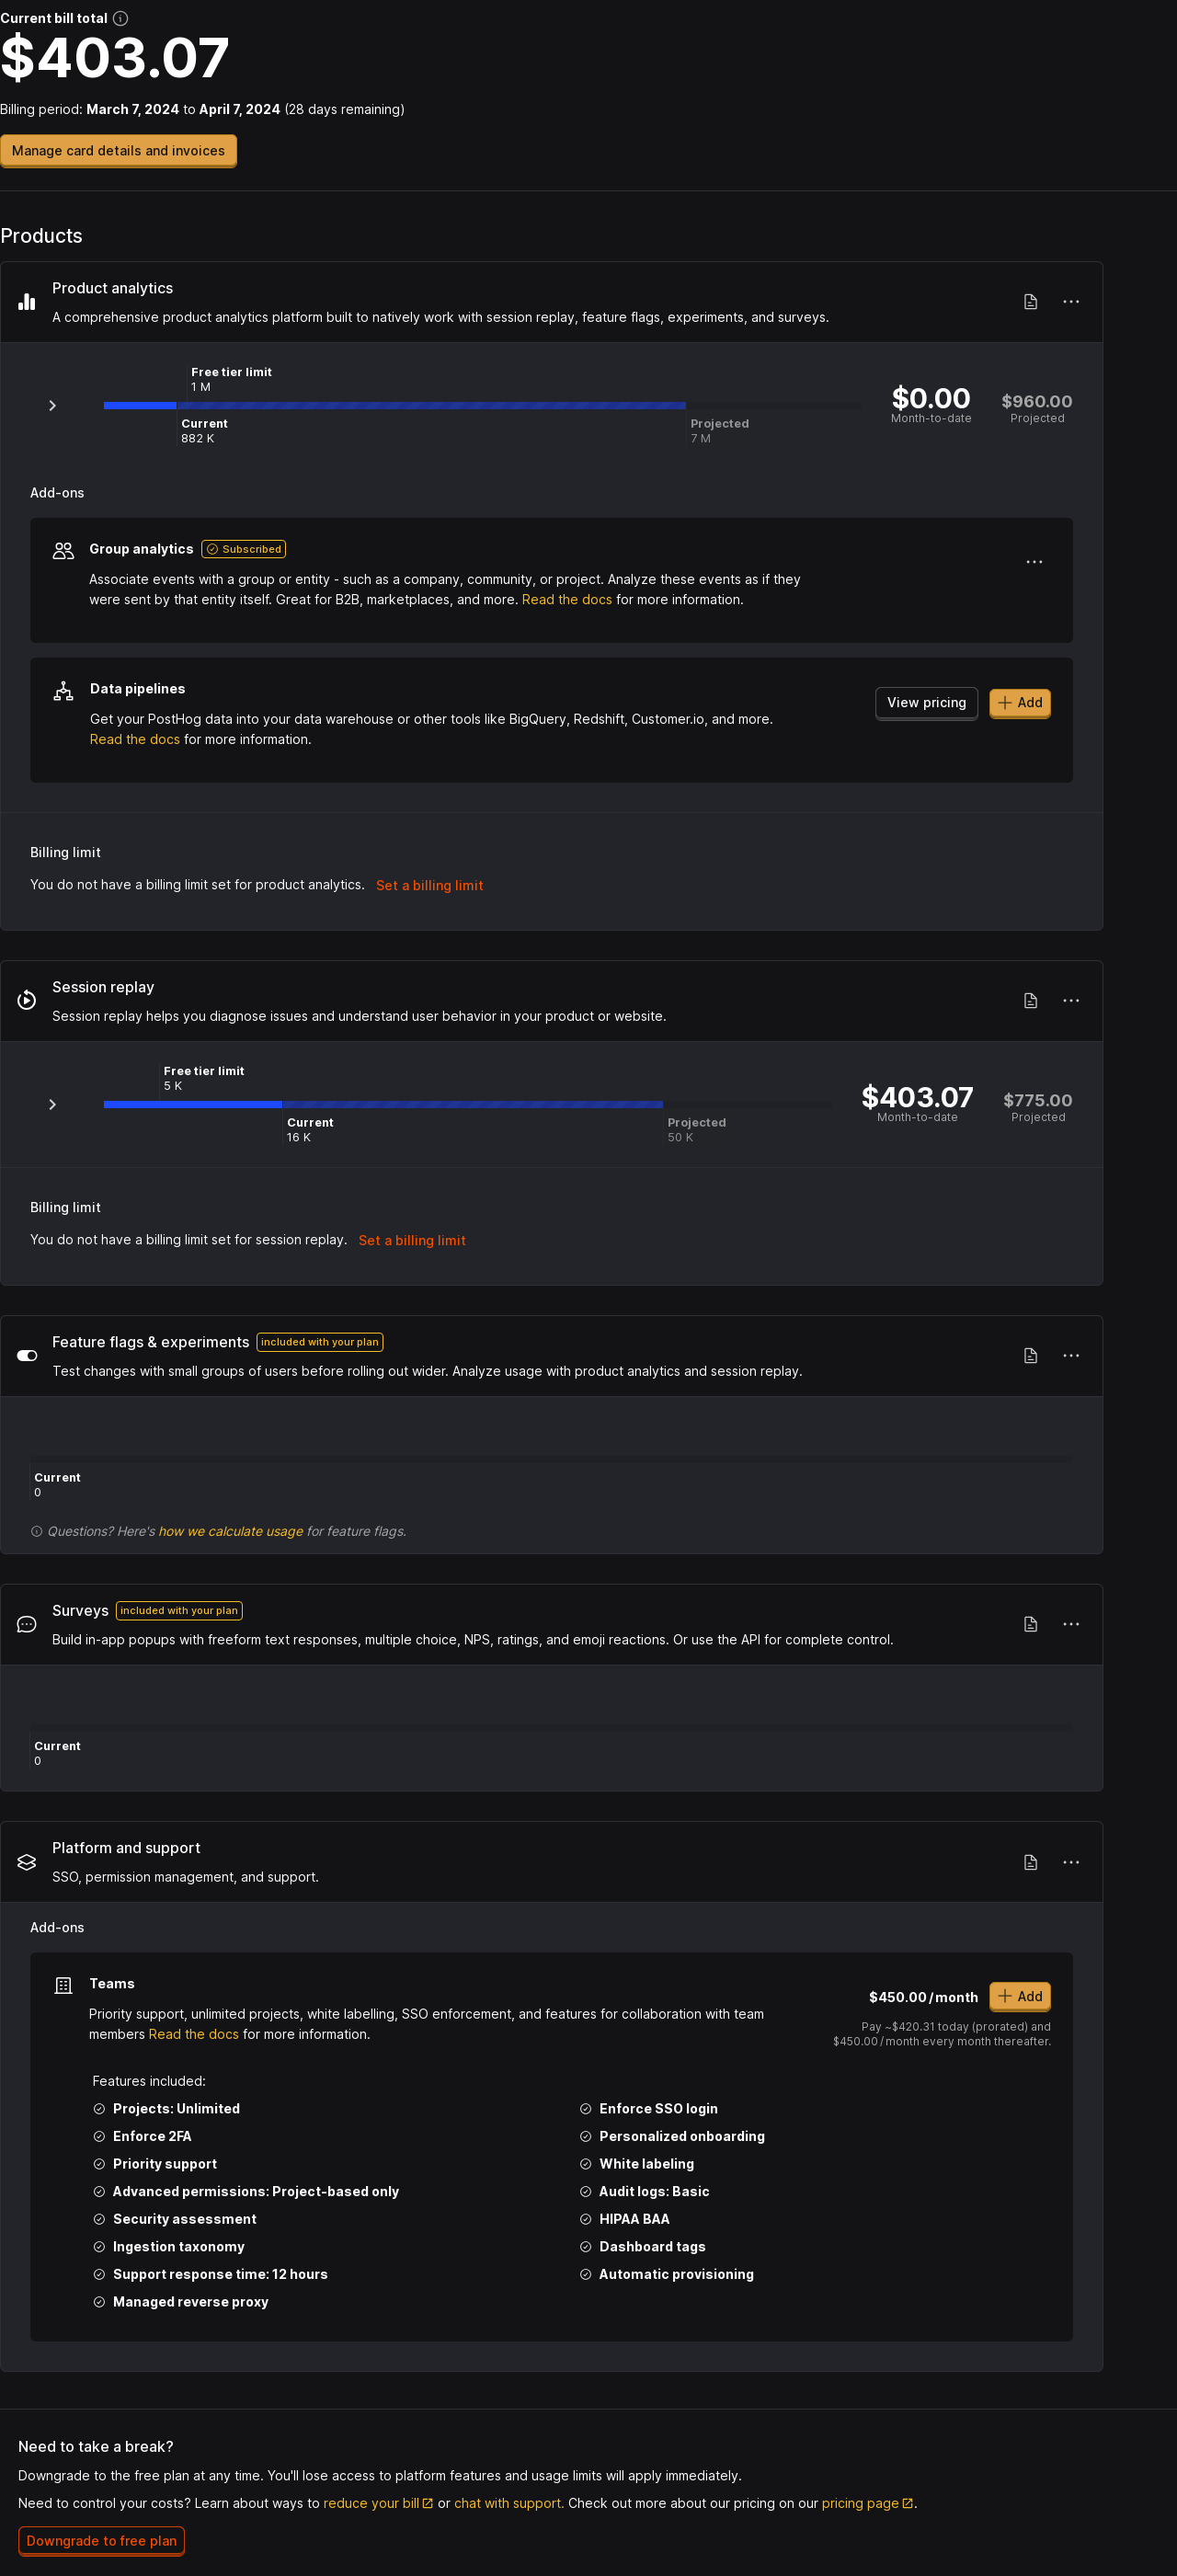 Current bill total
$403.07
Billing period: March 7, 2024 to April 7, 2024 (28 days remaining)
Manage card details and invoices
Products
Product analytics
A comprehensive product analytics platform built to natively work with session replay, feature flags, experiments, and surveys.
Free tier limit
1 M
Current
882 K
Projected
7 M
$0.00
Month-to-date
$960.00
Projected
Add-ons
Group analytics Subscribed
Associate events with a group or entity - such as a company, community, or project. Analyze these events as if they
were sent by that entity itself. Great for B2B, marketplaces, and more. Read the docs for more information.
Data pipelines
Get your PostHog data into your data warehouse or other tools like BigQuery, Redshift, Customer.io, and more.
Read the docs for more information.
View pricing
Add
Billing limit
You do not have a billing limit set for product analytics. Set a billing limit
Session replay
Session replay helps you diagnose issues and understand user behavior in your product or website.
Free tier limit
5 K
Current
16 K
Projected
50 K
$403.07
Month-to-date
$775.00
Projected
Billing limit
You do not have a billing limit set for session replay. Set a billing limit
Feature flags & experiments included with your plan
Test changes with small groups of users before rolling out wider. Analyze usage with product analytics and session replay.
Current
0
Questions? Here's how we calculate usage for feature flags.
Surveys included with your plan
Build in-app popups with freeform text responses, multiple choice, NPS, ratings, and emoji reactions. Or use the API for complete control.
Current
0
Platform and support
SSO, permission management, and support.
Add-ons
Teams
Priority support, unlimited projects, white labelling, SSO enforcement, and features for collaboration with team
members Read the docs for more information.
$450.00/month
Add
Pay ~$420.31 today (prorated) and
$450.00/month every month thereafter.
Features included:
Projects: Unlimited
Enforce 2FA
Priority support
Advanced permissions: Project-based only
Security assessment
Ingestion taxonomy
Support response time: 12 hours
Managed reverse proxy
Enforce SSO login
Personalized onboarding
White labeling
Audit logs: Basic
HIPAA BAA
Dashboard tags
Automatic provisioning
Need to take a break?
Downgrade to the free plan at any time. You'll lose access to platform features and usage limits will apply immediately.
Need to control your costs? Learn about ways to reduce your bill or chat with support. Check out more about our pricing on our pricing page.
Downgrade to free plan